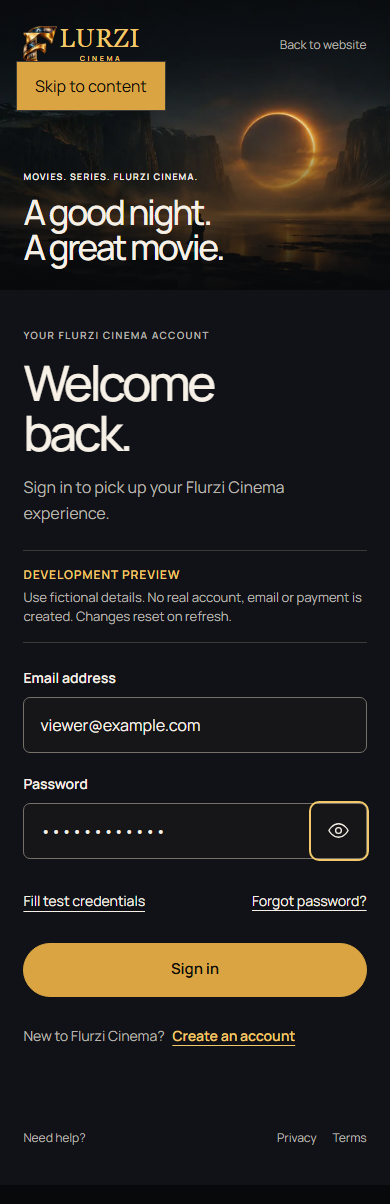 FLURZI
CINEMA
Back to website
Skip to content
MOVIES. SERIES. FLURZI CINEMA.
A good night.
A great movie.
YOUR FLURZI CINEMA ACCOUNT
Welcome
back.
Sign in to pick up your Flurzi Cinema
experience.
DEVELOPMENT PREVIEW
Use fictional details. No real account, email or payment is
created. Changes reset on refresh.
Email address
viewer@example.com
Password
••••••••••••
Fill test credentials
Forgot password?
Sign in
New to Flurzi Cinema? Create an account
Need help?
Privacy
Terms